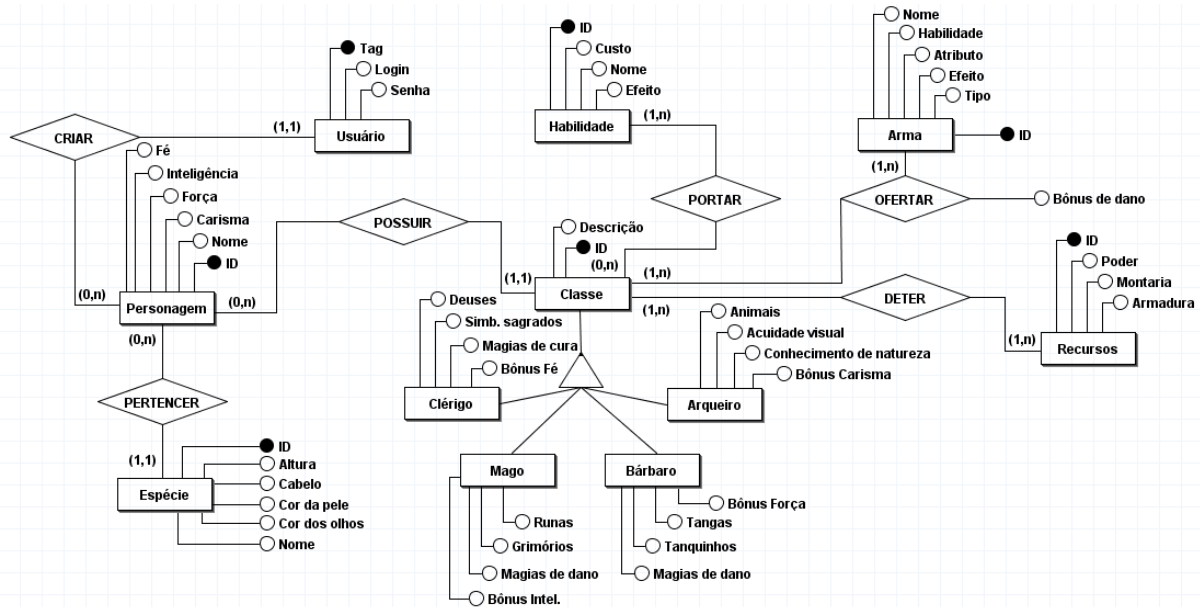 Tag
Login
Senha
(1,1)
Usuário
CRIAR
Fé
Inteligência
Força
Carisma
Nome
ID
(0,n)
Personagem
(0,n)
(0,n)
POSSUIR
(1,1)
PERTENCER
(1,1)
Espécie
ID
Altura
Cabelo
Cor da pele
Cor dos olhos
Nome
ID
Custo
Nome
Efeito
Habilidade
(1,n)
PORTAR
Descrição
ID
(0,n)
(1,n)
Classe
(1,n)
Nome
Habilidade
Atributo
Efeito
Tipo
Arma
ID
(1,n)
OFERTAR
Bônus de dano
DETER
ID
Poder
Montaria
Armadura
(1,n)
Recursos
Deuses
Simb. sagrados
Magias de cura
Bônus Fé
Clérigo
Animais
Acuidade visual
Conhecimento de natureza
Bônus Carisma
Arqueiro
Mago
Runas
Grimórios
Magias de dano
Bônus Intel.
Bárbaro
Bônus Força
Tangas
Tanquinhos
Magias de dano